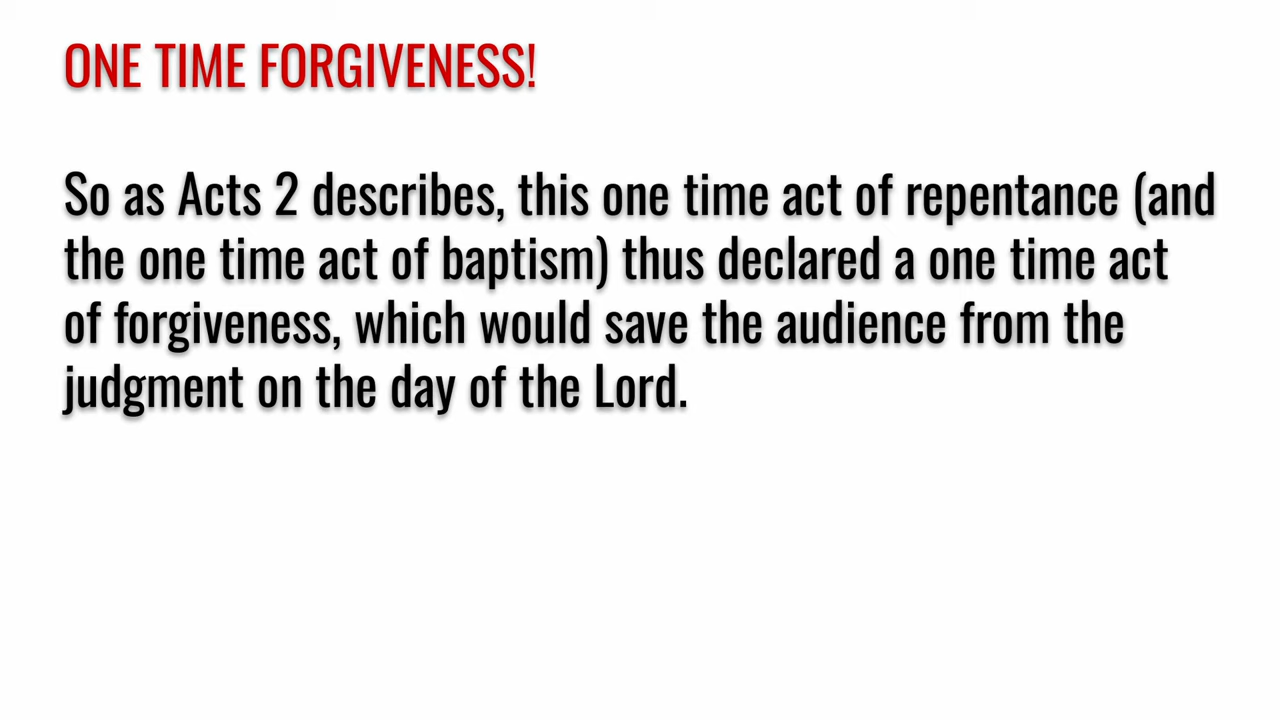 ONE TIME FORGIVENESS!
So as Acts 2 describes, this one time act of repentance (and
the one time act of baptism) thus declared a one time act
of forgiveness, which would save the audience from the
judgment on the day of the Lord.